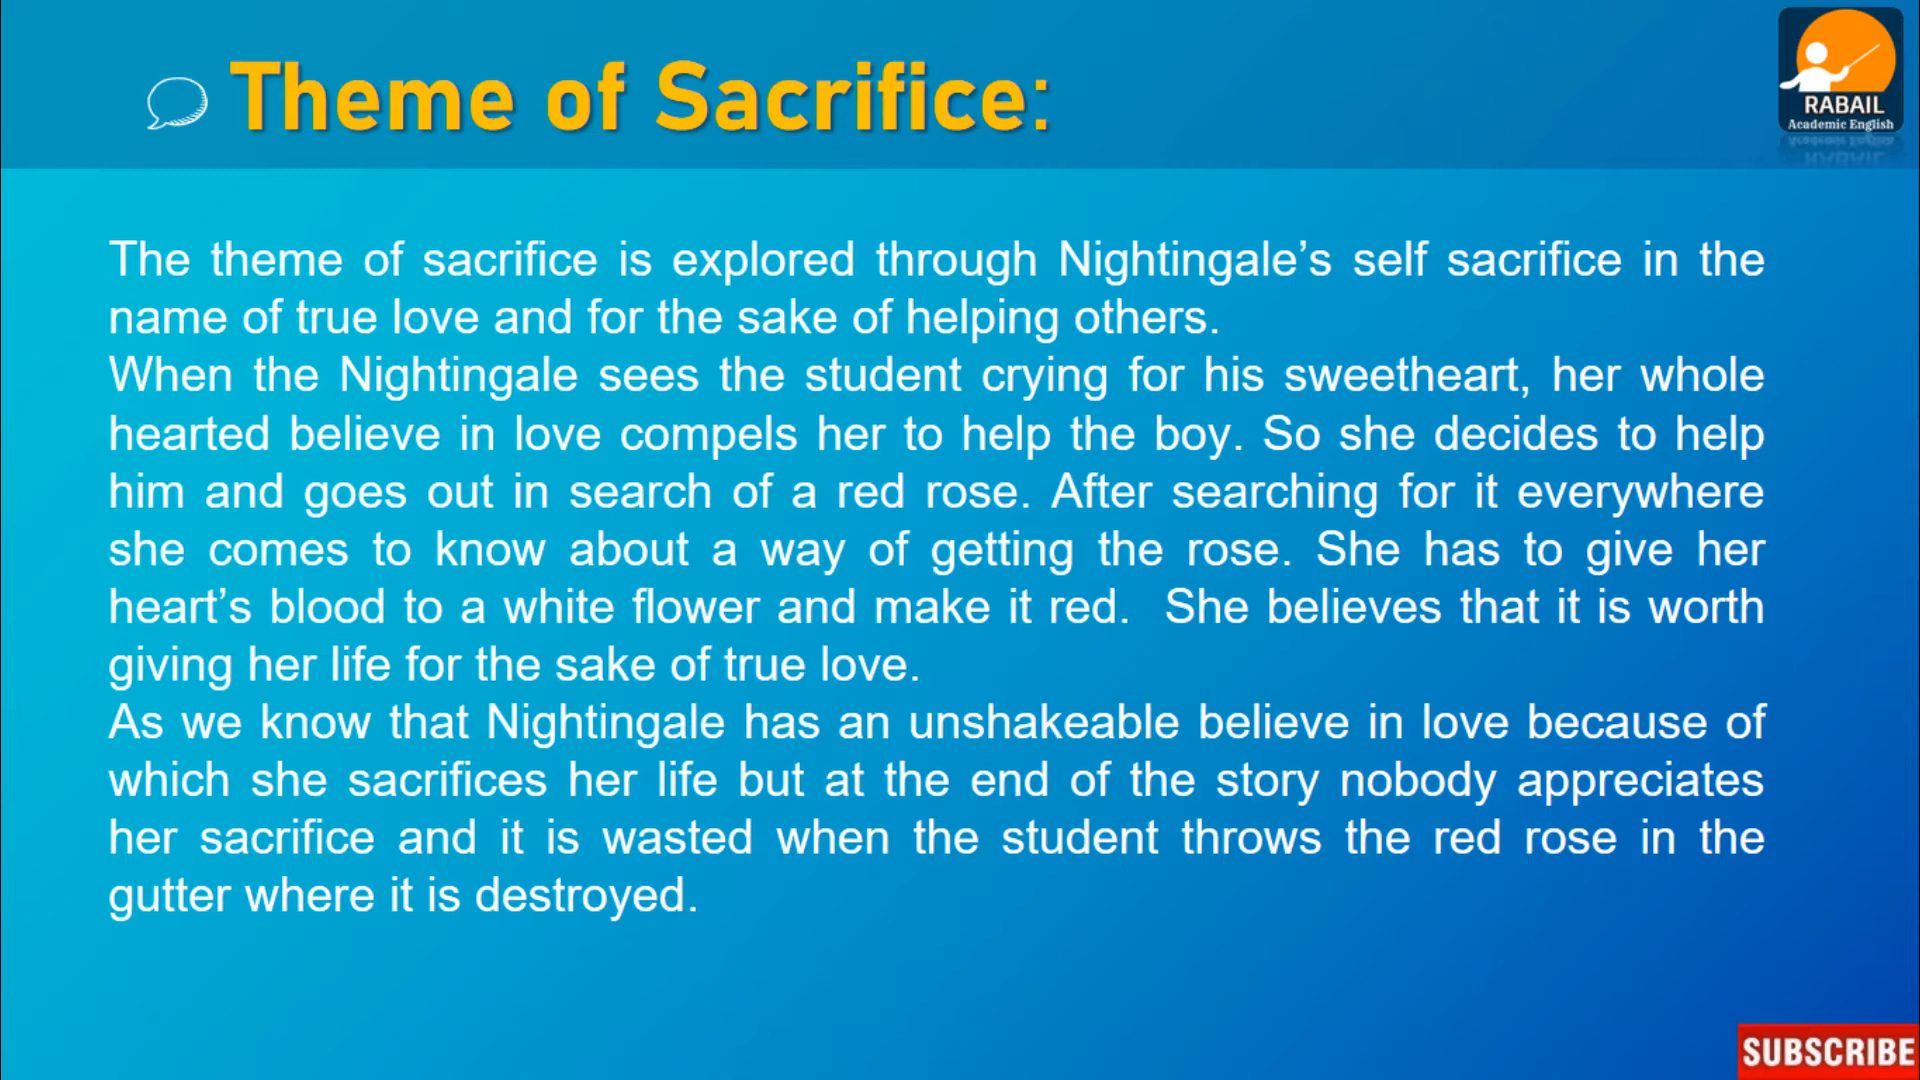 Theme of Sacrifice:
RABAIL
Academic English
The theme of sacrifice is explored through Nightingale’s self sacrifice in the
name of true love and for the sake of helping others.
When the Nightingale sees the student crying for his sweetheart, her whole
hearted believe in love compels her to help the boy. So she decides to help
him and goes out in search of a red rose. After searching for it everywhere
she comes to know about a way of getting the rose. She has to give her
heart’s blood to a white flower and make it red.  She believes that it is worth
giving her life for the sake of true love.
As we know that Nightingale has an unshakeable believe in love because of
which she sacrifices her life but at the end of the story nobody appreciates
her sacrifice and it is wasted when the student throws the red rose in the
gutter where it is destroyed.
SUBSCRIBE